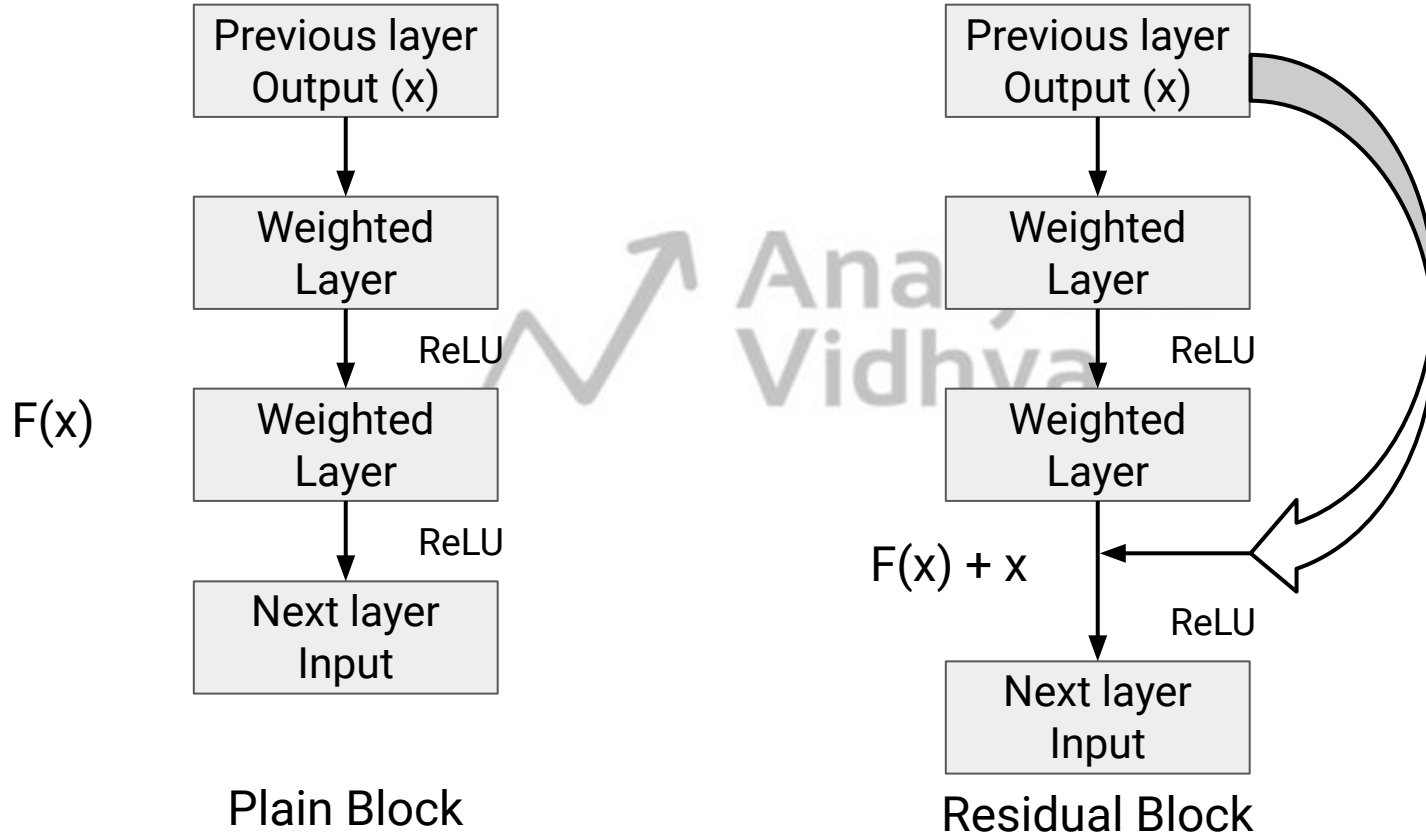 Previous layer
Output (x)
Weighted
Layer
ReLU
F(x)
Weighted
Layer
ReLU
Next layer
Input
Plain Block
Previous layer
Output (x)
Weighted
Layer
ReLU
Weighted
Layer
F(x) + x
ReLU
Next layer
Input
Residual Block
Vidhya